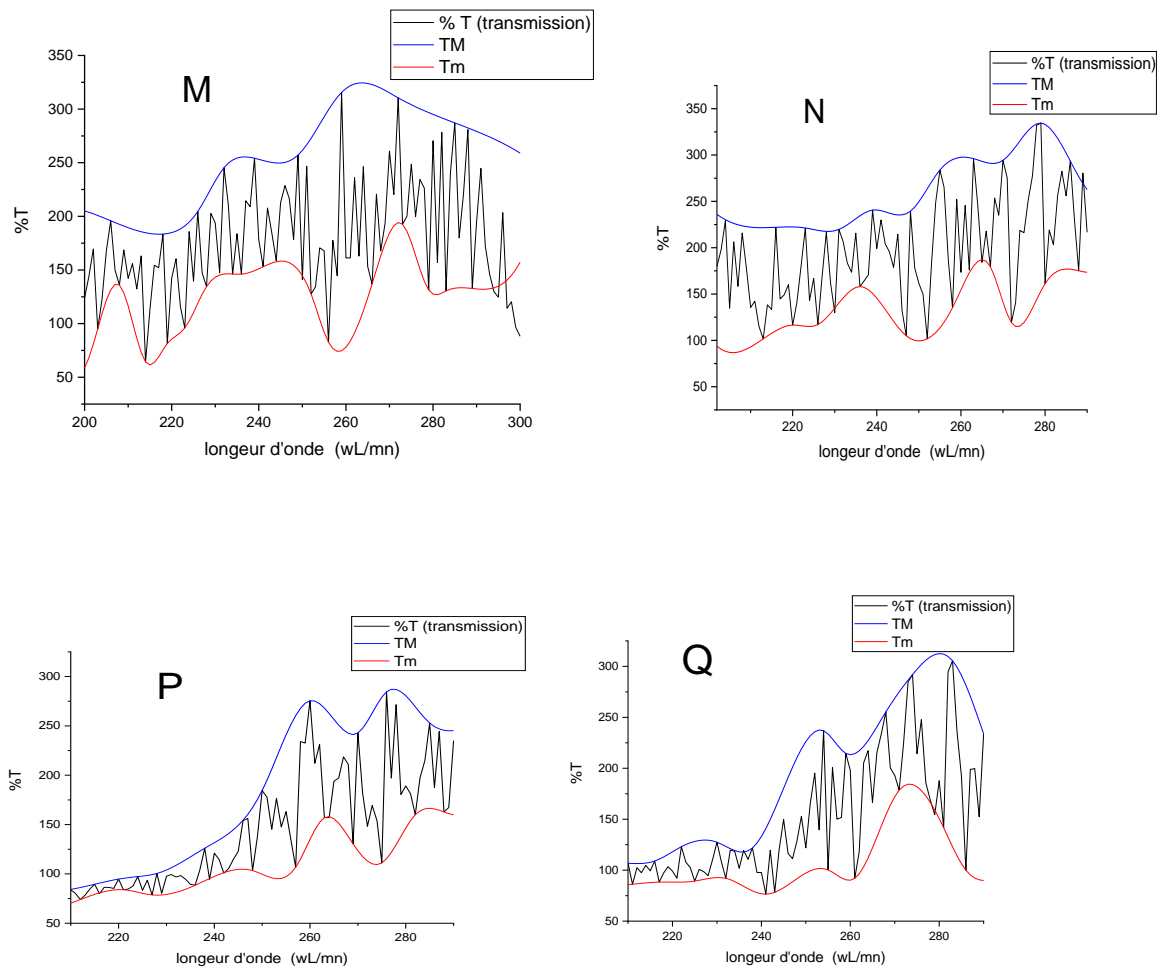 % T (transmission)
TM
Tm
M
350
300
250
200
150
100
50
%T
200 220 240 260 280 300
longeur d'onde (wL/mn)
%T (transmission)
TM
Tm
N
350
300
250
200
150
100
50
%T
220 240 260 280
longeur d'onde (wL/mn)
%T (transmission)
TM
Tm
P
300
250
200
150
100
50
%T
220 240 260 280
longeur d'onde (wL/mn)
%T (transmission)
TM
Tm
Q
300
250
200
150
100
50
%T
220 240 260 280
longeur d'onde (wL/mn)